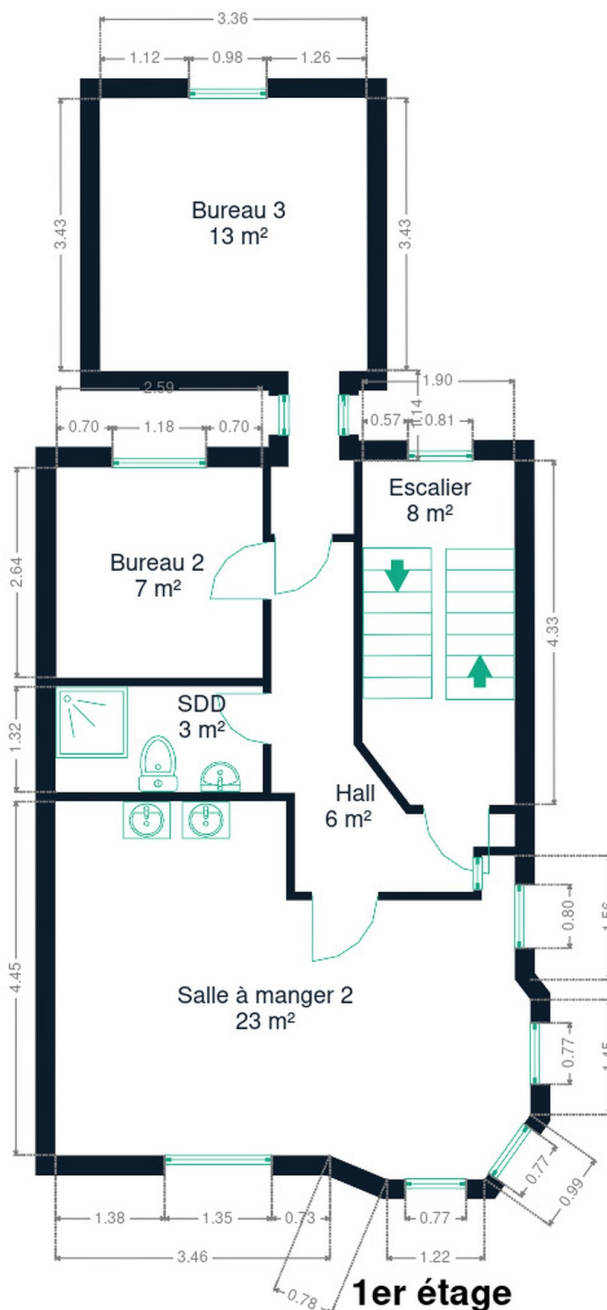 3.36
1.12
0.98
1.26
3.43
3.43
Bureau 3
13 m²
2.59
1.90
0.70
1.18
0.70
0.57
0.81
Escalier
8 m²
Bureau 2
7 m²
2.64
4.33
SDD
3 m²
1.32
Hall
6 m²
0.80
4.45
Salle à manger 2
23 m²
0.77
0.77
0.99
1.38
1.35
0.73
0.77
3.46
1.22
0.78
1er étage